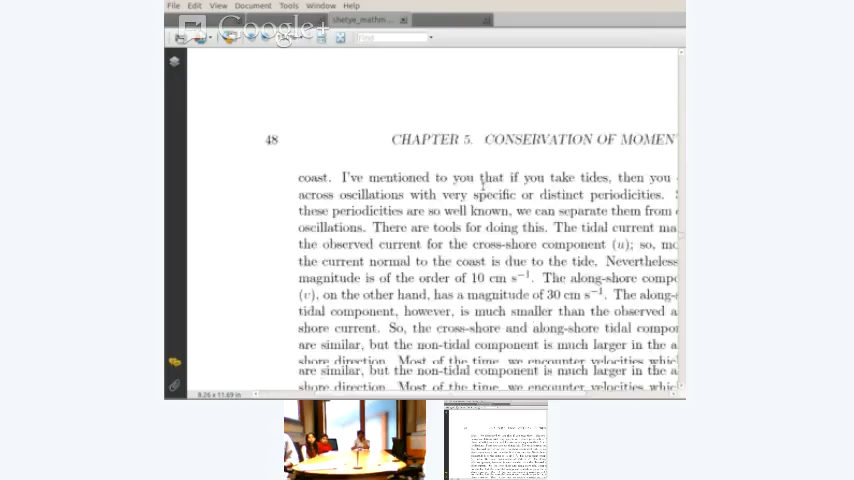 File Edit View Document Tools Window Help
shetye_mathm...
Google+
Find
48 CHAPTER 5. CONSERVATION OF MOMEN
coast. I've mentioned to you that if you take tides, then you
across oscillations with very specific or distinct periodicities. S
these periodicities are so well known, we can separate them from
oscillations. There are tools for doing this. The tidal current ma
the observed current for the cross-shore component (u); so, mo
the current normal to the coast is due to the tide. Nevertheless
magnitude is of the order of 10 cm s⁻¹. The along-shore comp
(v), on the other hand, has a magnitude of 30 cm s⁻¹. The along-
tidal component, however, is much smaller than the observed a
shore current. So, the cross-shore and along-shore tidal compo
are similar, but the non-tidal component is much larger in the a
shore direction. Most of the time, we encounter velocities whic
are similar, but the non-tidal component is much larger in the a
shore direction. Most of the time, we encounter velocities whic
8.26 x 11.69 in